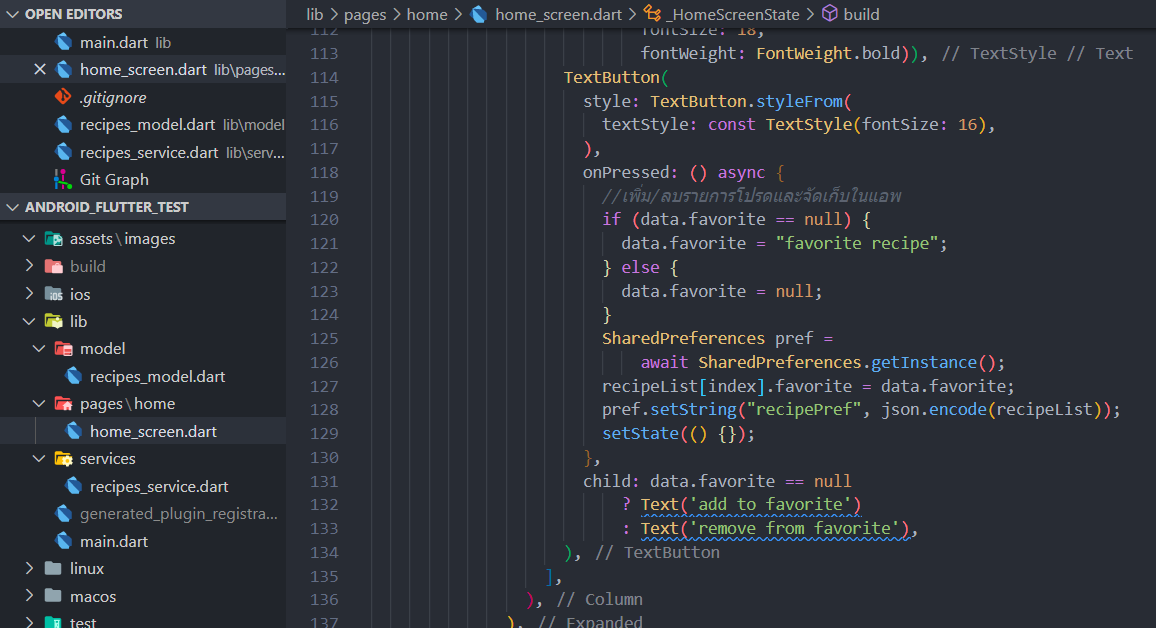 OPEN EDITORS
main.dart lib
home_screen.dart lib\pages...
.gitignore
recipes_model.dart lib\model
recipes_service.dart lib\serv...
Git Graph
ANDROID_FLUTTER_TEST
assets\images
build
ios
lib
model
recipes_model.dart
pages\home
home_screen.dart
services
recipes_service.dart
generated_plugin_registra...
main.dart
linux
macos
test
lib > pages > home > home_screen.dart > _HomeScreenState > build
112 fontSize: 18,
113 fontWeight: FontWeight.bold)), // TextStyle // Text
114 TextButton(
115 style: TextButton.styleFrom(
116 textStyle: const TextStyle(fontSize: 16),
117 ),
118 onPressed: () async {
119 //เพิ่ม/ลบรายการโปรดและจัดเก็บในแอพ
120 if (data.favorite == null) {
121 data.favorite = "favorite recipe";
122 } else {
123 data.favorite = null;
124 }
125 SharedPreferences pref =
126 await SharedPreferences.getInstance();
127 recipeList[index].favorite = data.favorite;
128 pref.setString("recipePref", json.encode(recipeList));
129 setState(() {});
130 },
131 child: data.favorite == null
132 ? Text('add to favorite')
133 : Text('remove from favorite'),
134 ), // TextButton
135 ],
136 ), // Column
137 ), // Expanded